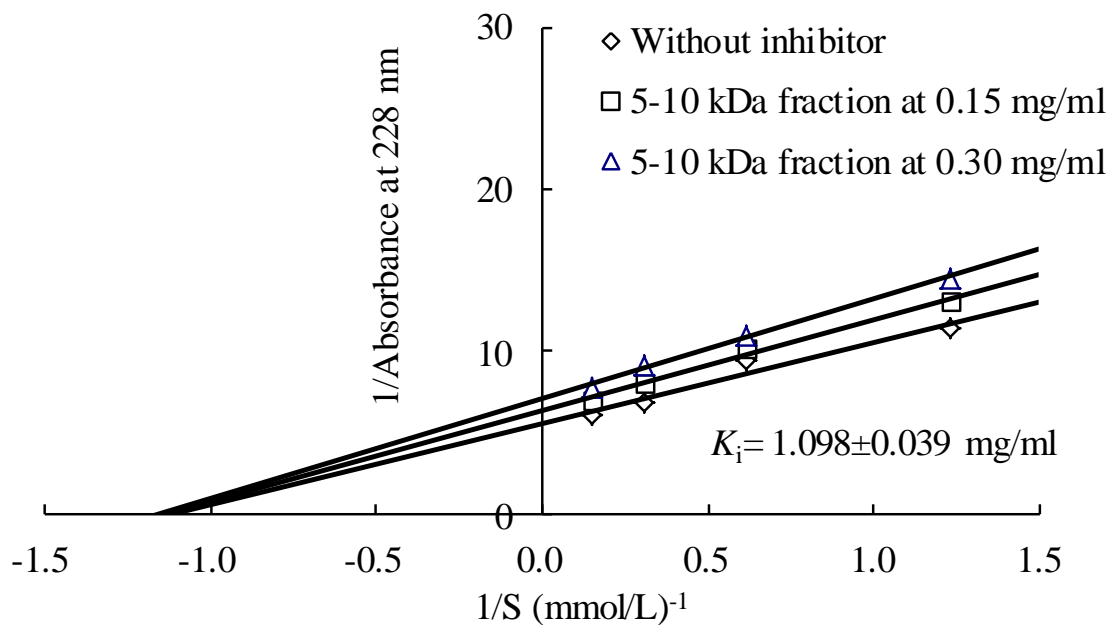 30
Without inhibitor
5-10 kDa fraction at 0.15 mg/ml
5-10 kDa fraction at 0.30 mg/ml
1/Absorbance at 228 nm
20
10
Ki= 1.098±0.039 mg/ml
0
-1.5 -1.0 -0.5 0.0 0.5 1.0 1.5
1/S (mmol/L)-1